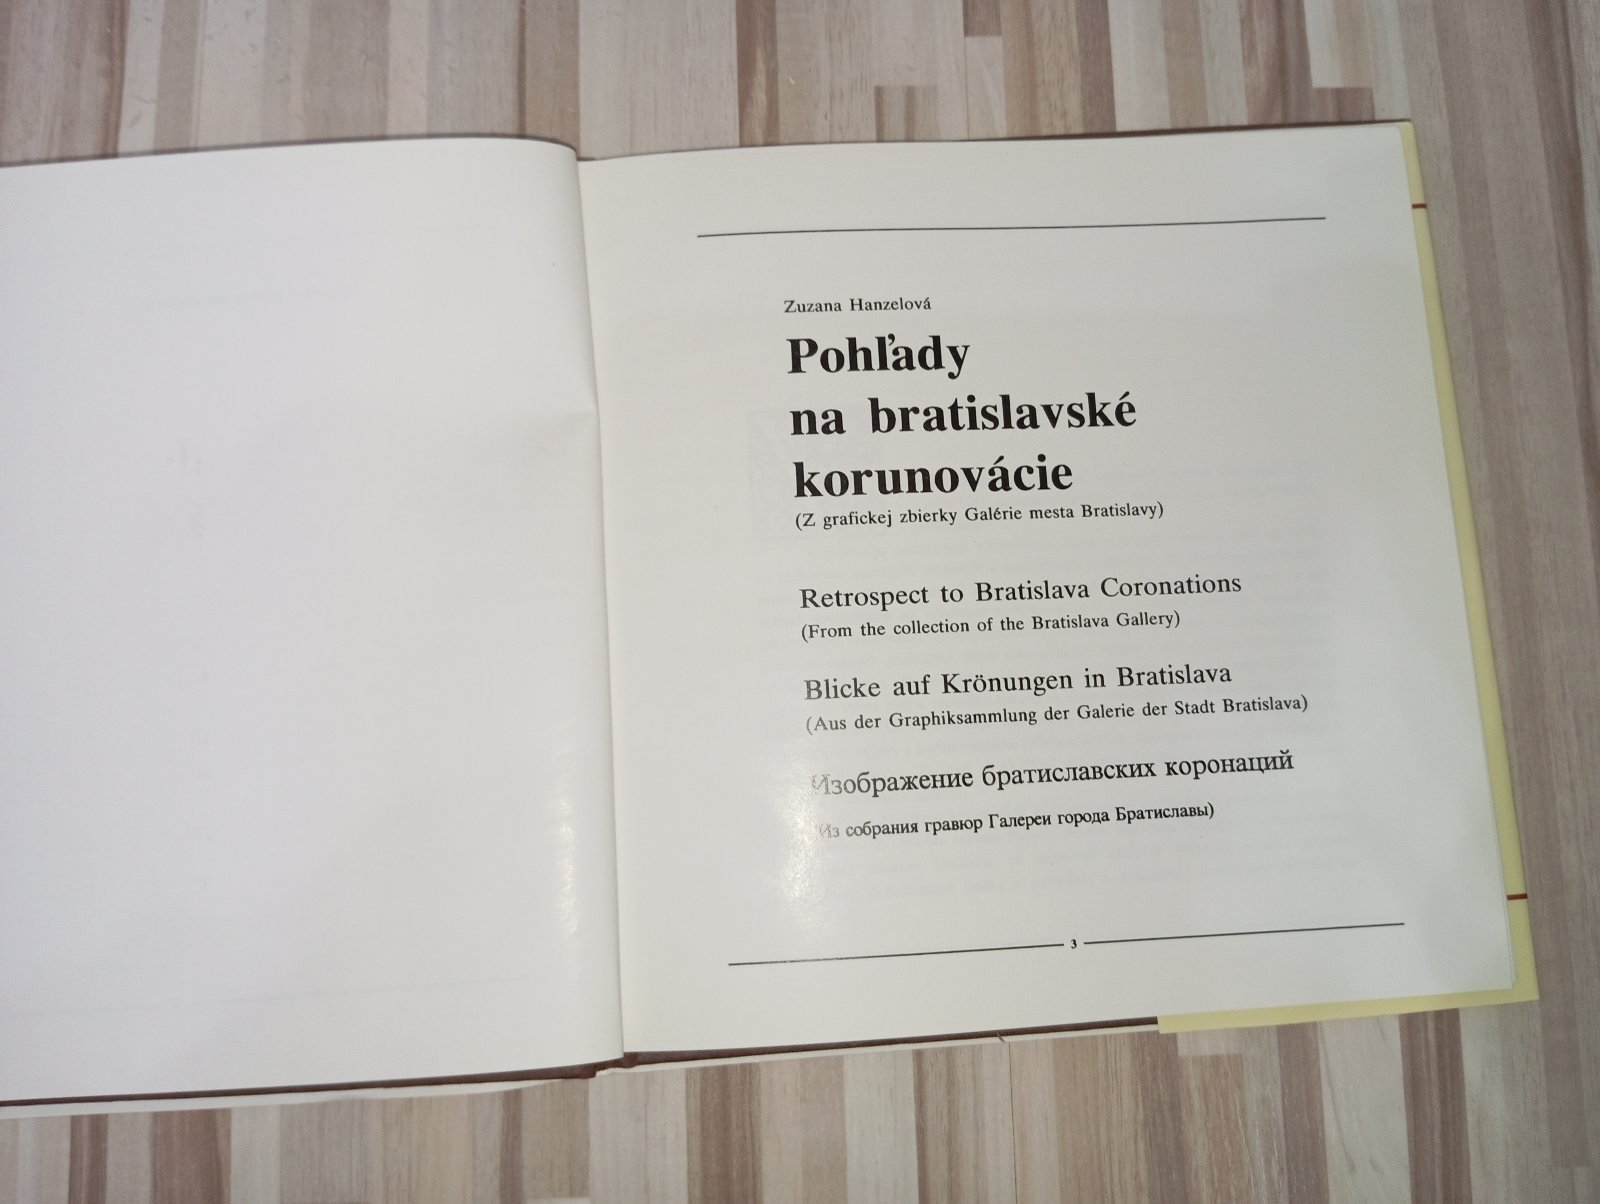 Zuzana Hanzelová
Pohľady
na bratislavské
korunovácie
(Z grafickej zbierky Galérie mesta Bratislavy)
Retrospect to Bratislava Coronations
(From the collection of the Bratislava Gallery)
Blicke auf Krönungen in Bratislava
(Aus der Graphiksammlung der Galerie der Stadt Bratislava)
Изображение братиславских коронаций
(Из собрания гравюр Галереи города Братиславы)
3